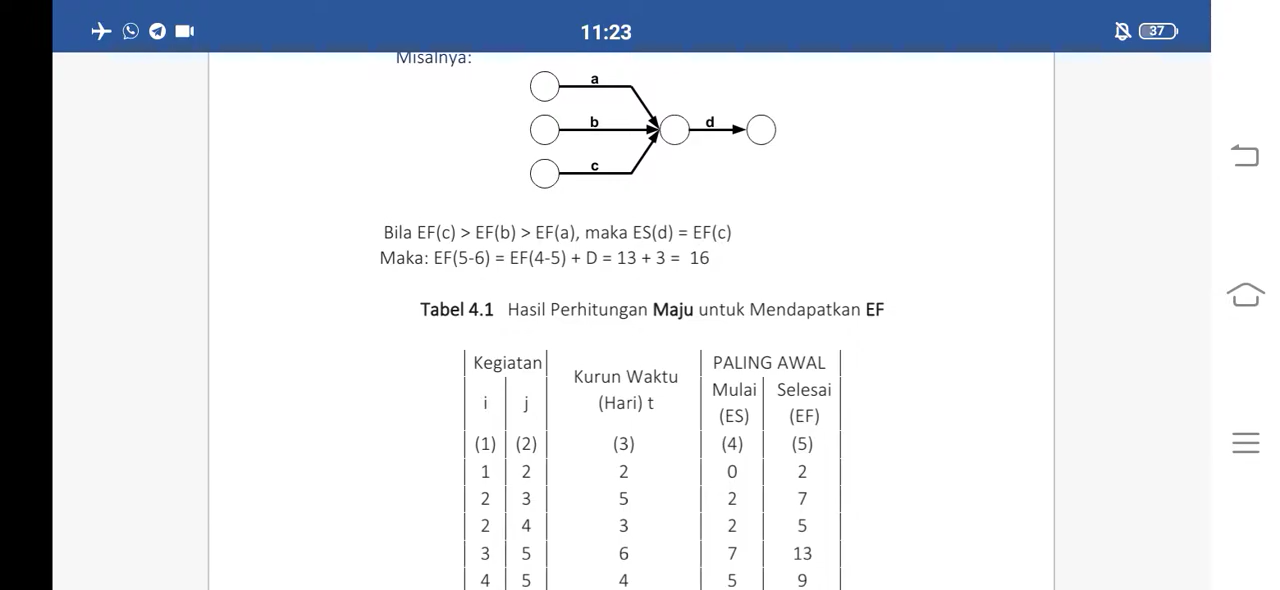 11:23
37
Misalnya:
a
b
d
c
Bila EF(c) > EF(b) > EF(a), maka ES(d) = EF(c)
Maka: EF(5-6) = EF(4-5) + D = 13 + 3 = 16
Tabel 4.1 Hasil Perhitungan Maju untuk Mendapatkan EF
Kegiatan PALING AWAL
Kurun Waktu
Mulai Selesai
i j (Hari) t
(ES) (EF)
(1) (2) (3) (4) (5)
1 2 2 0 2
2 3 5 2 7
2 4 3 2 5
3 5 6 7 13
4 5 4 5 9